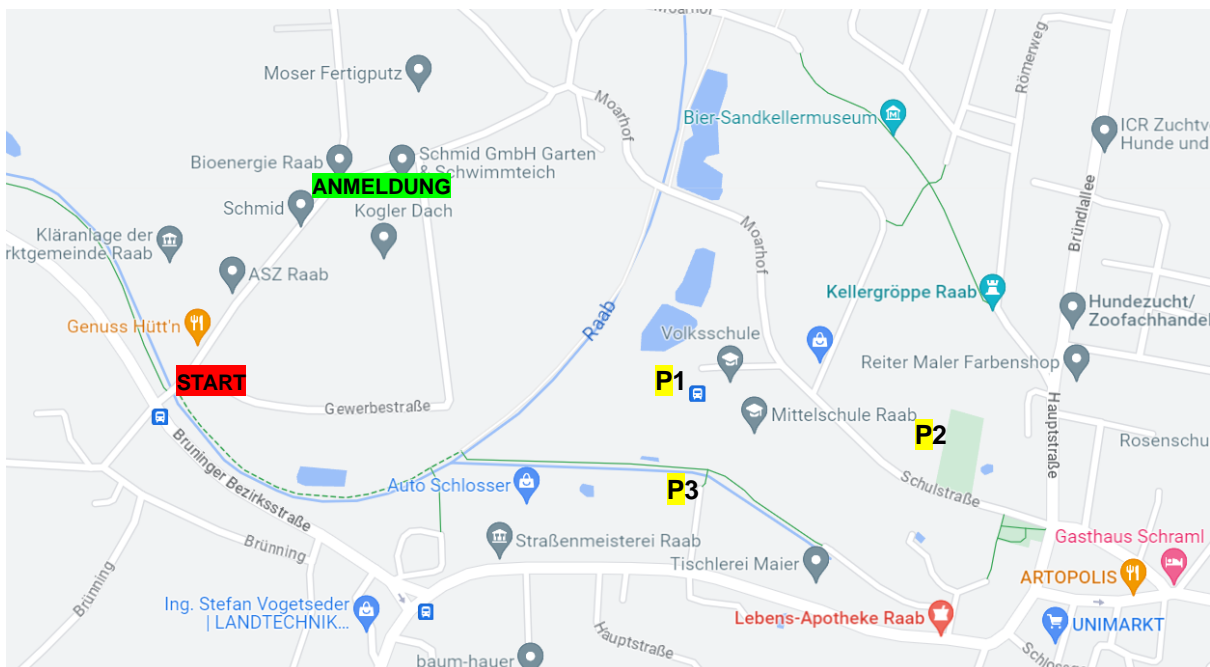 Moarhof
Moser Fertigputz
Moarhof
Römerweg
Bier-Sandkellermuseum
ICR Zuchtv
Hunde und
Bioenergie Raab
Schmid GmbH Garten
& Schwimmteich
ANMELDUNG
Schmid
Kogler Dach
Bründlallee
Kläranlage der
rktgemeinde Raab
Moarhof
ASZ Raab
Kellergröppe Raab
Hundezucht/
Zoofachhandel
Genuss Hütt'n
Raab
Volksschule
Reiter Maler Farbenshop
START
P1
Gewerbestraße
Mittelschule Raab
Hauptstraße
P2
Rosenschu
Bruninger Bezirksstraße
Auto Schlosser
P3
Schulstraße
Brünning
Straßenmeisterei Raab
Gasthaus Schraml
Tischlerei Maier
ARTOPOLIS
Brünning
Ing. Stefan Vogetseder
| LANDTECHNIK...
Lebens-Apotheke Raab
UNIMARKT
Hauptstraße
baum-hauer